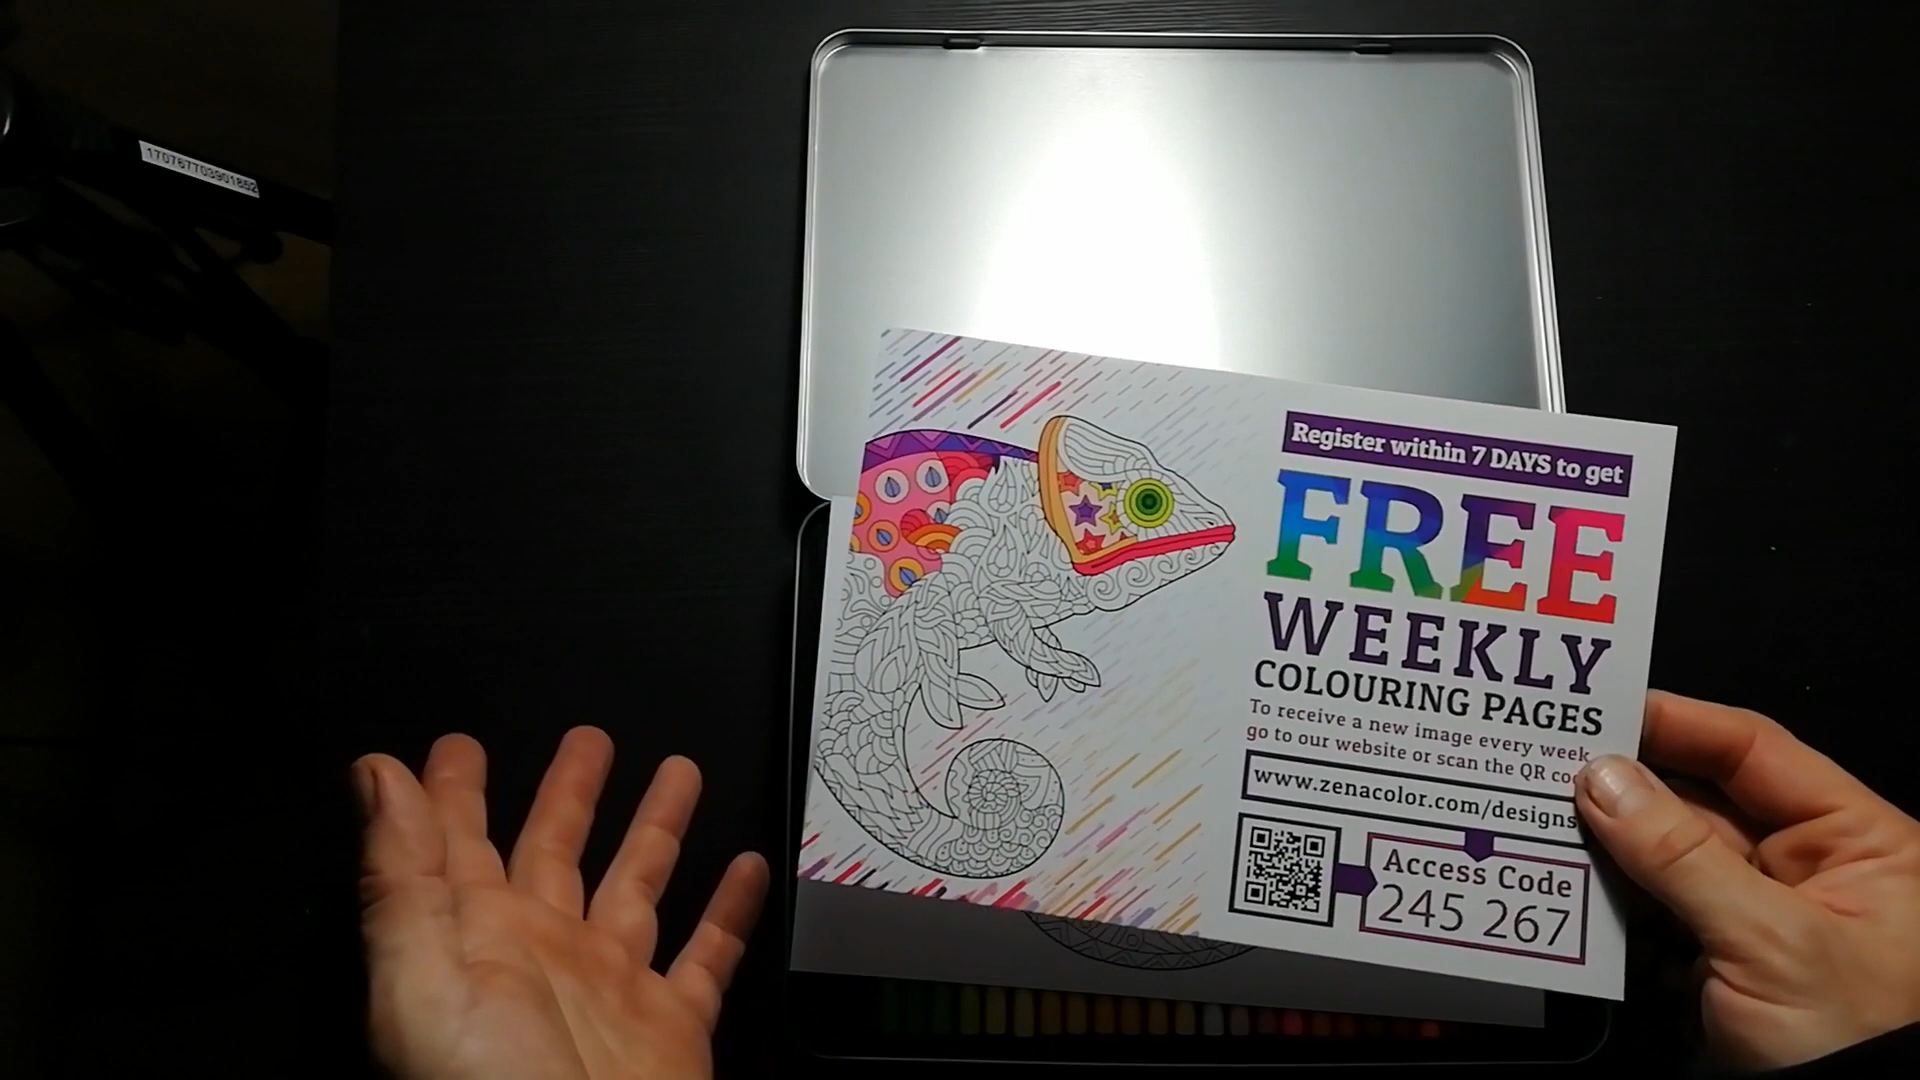 170767703901852
Register within 7 DAYS to get
FREE
WEEKLY
COLOURING PAGES
To receive a new image every week
go to our website or scan the QR
www.zenacolor.com/designs
Access Code
245 267